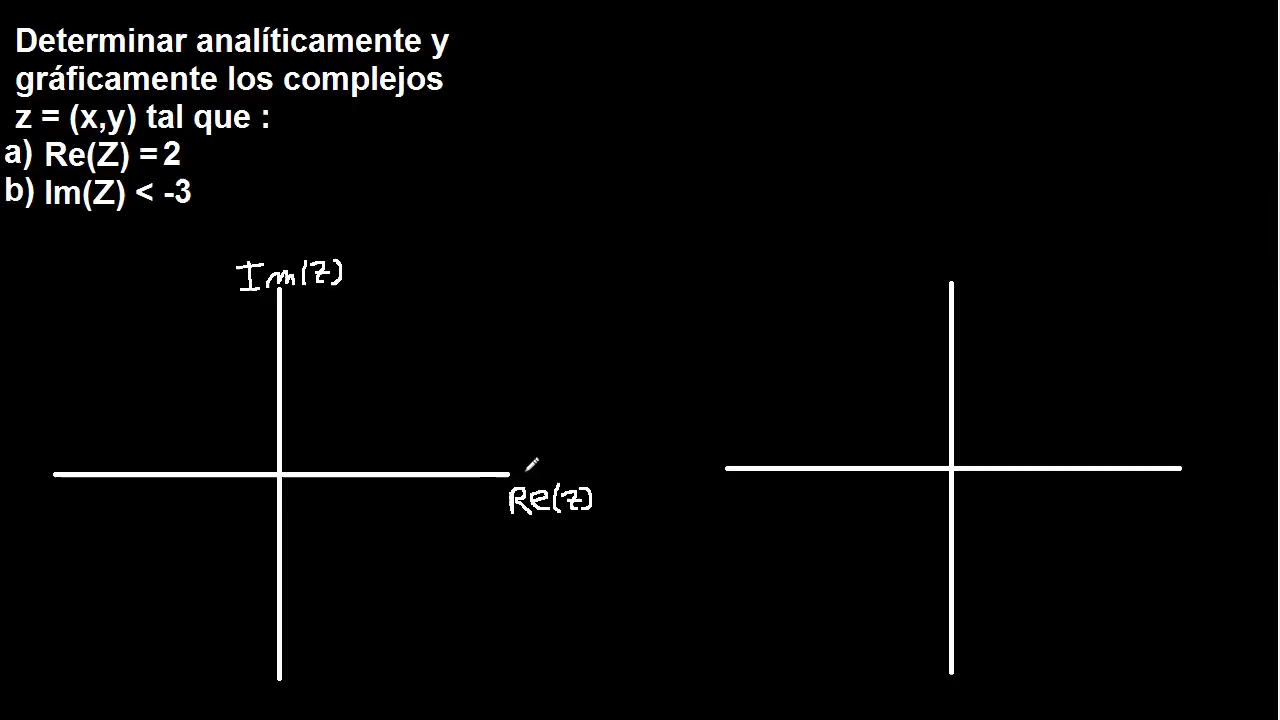 Determinar analíticamente y
gráficamente los complejos
z = (x,y) tal que :
a) Re(Z) = 2
b) Im(Z) < -3
Im(z)
Re(z)